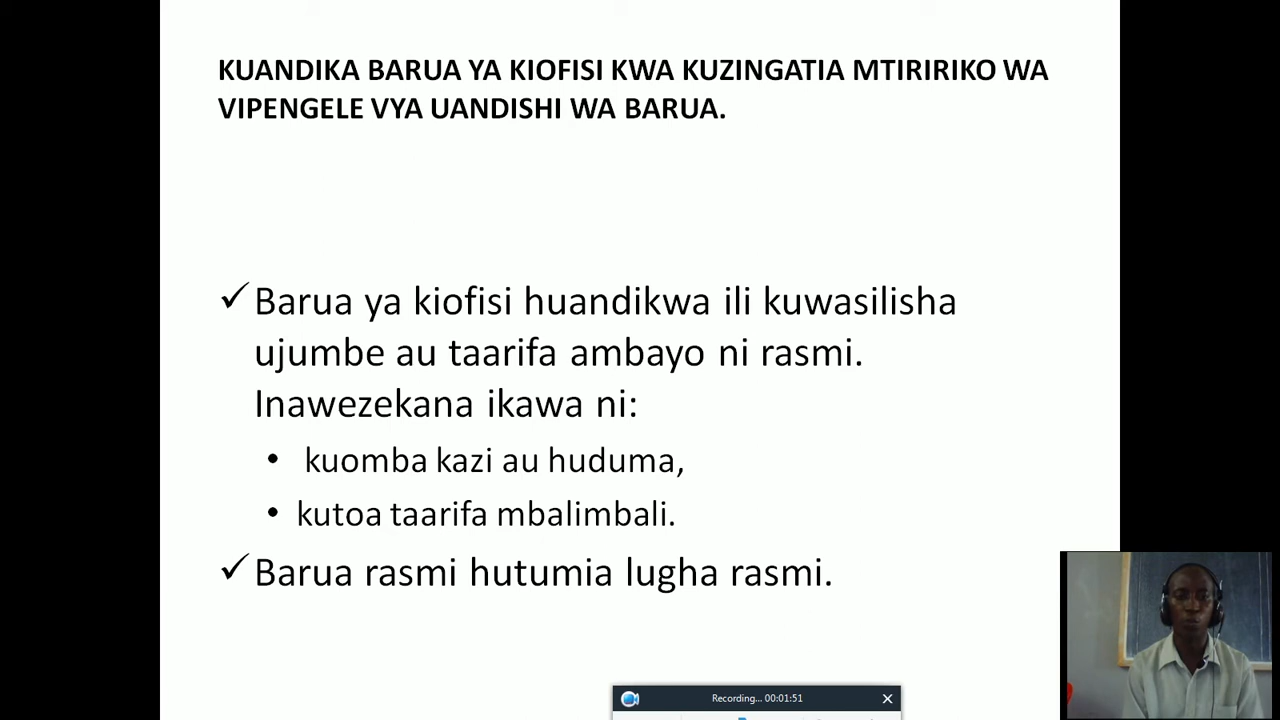 KUANDIKA BARUA YA KIOFISI KWA KUZINGATIA MTIRIRIKO WA
VIPENGELE VYA UANDISHI WA BARUA.
✓ Barua ya kiofisi huandikwa ili kuwasilisha
ujumbe au taarifa ambayo ni rasmi.
Inawezekana ikawa ni:
• kuomba kazi au huduma,
• kutoa taarifa mbalimbali.
✓ Barua rasmi hutumia lugha rasmi.
Recording... 00:01:51